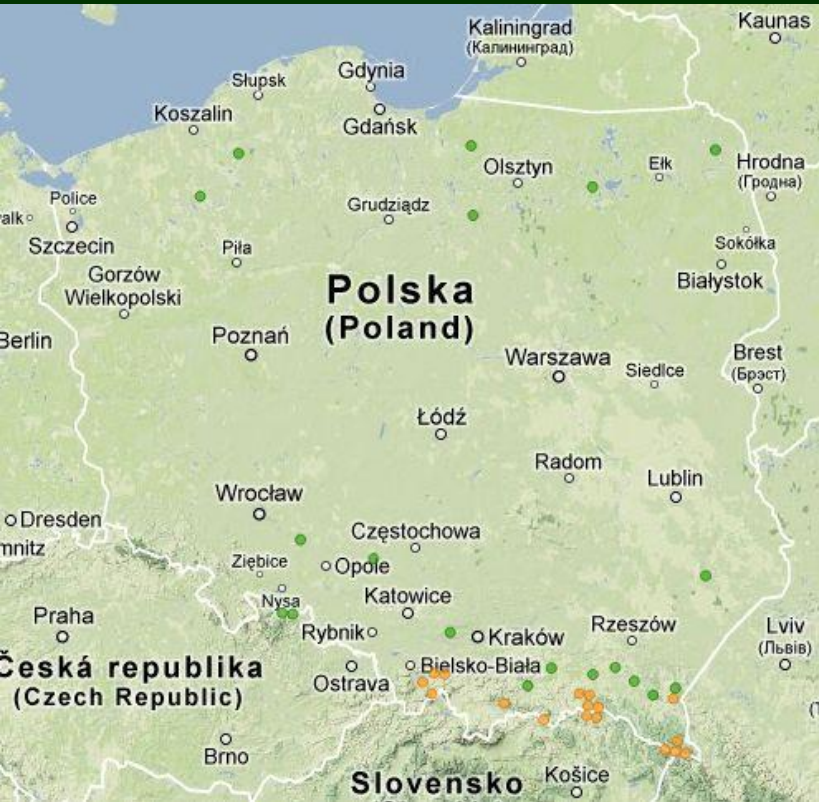 Kaliningrad
(Калининград)
Kaunas
Słupsk
Gdynia
Koszalin
Gdańsk
Olsztyn
Ełk
Hrodna
(Гродна)
Police
Grudziądz
Szczecin
Sokółka
Piła
Gorzów
Wielkopolski
Białystok
Polska
(Poland)
Berlin
Poznań
Warszawa
Siedlce
Brest
(Брэст)
Łódź
Radom
Lublin
Wrocław
Dresden
Częstochowa
Ziębice
Opole
Nysa
Katowice
Praha
Rybnik
Kraków
Rzeszów
Lviv
(Львів)
Česká republika
(Czech Republic)
Ostrava
Bielsko-Biała
Brno
Slovensko
Košice